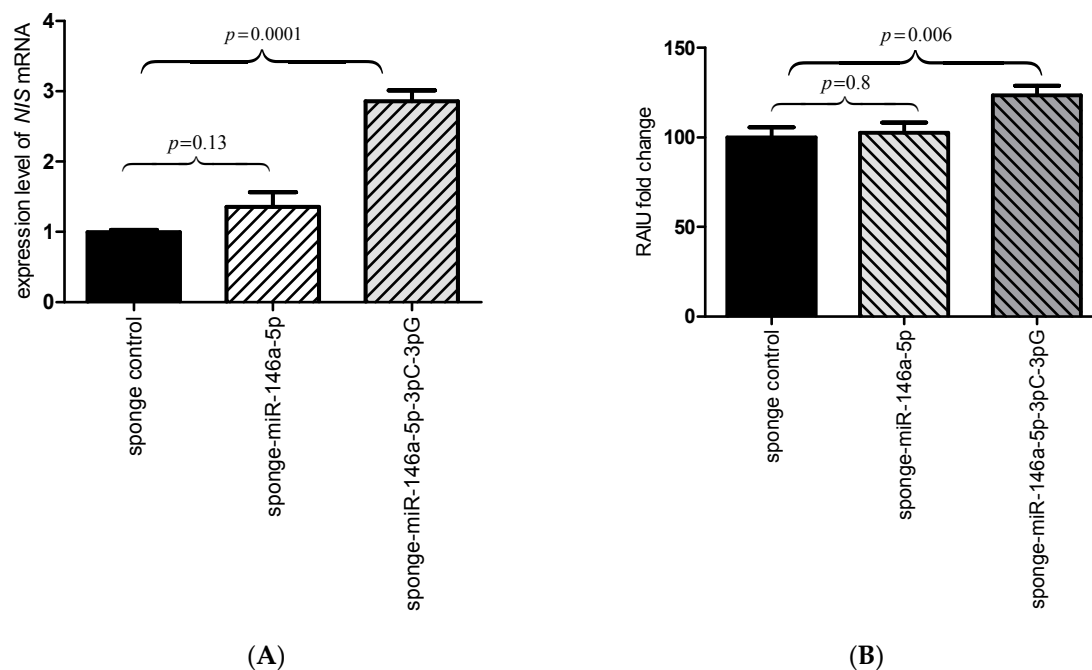 expression level of NIS mRNA
4
3
2
1
0
p=0.0001
p=0.13
sponge control
sponge-miR-146a-5p
sponge-miR-146a-5p-3pC-3pG
(A)
RAIU fold change
150
100
50
0
p=0.006
p=0.8
sponge control
sponge-miR-146a-5p
sponge-miR-146a-5p-3pC-3pG
(B)